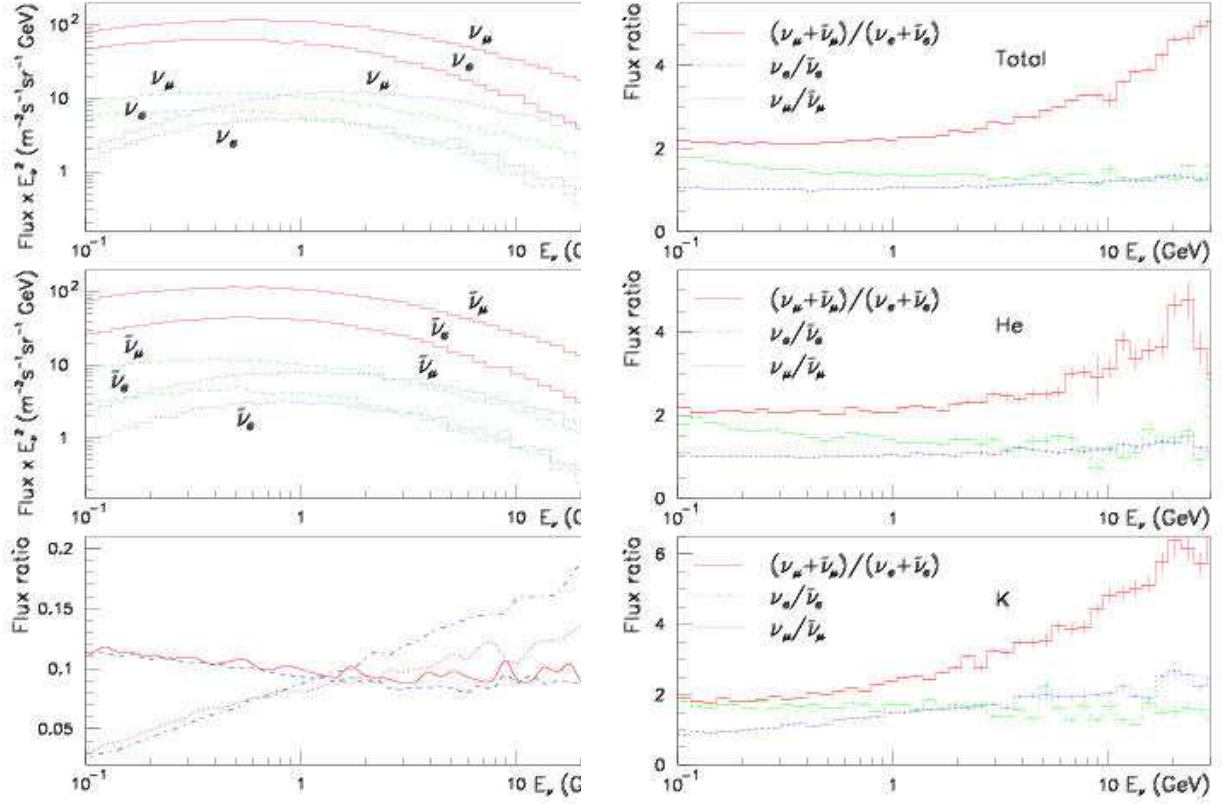 Flux x E_ν² (m⁻²s⁻¹sr⁻¹ GeV)
10²
10
1
ν_μ
ν_e
ν_μ
ν_μ
ν_e
ν_e
10⁻¹ 1 10 E_ν (G
Flux ratio
4
2
0
(ν_μ+ν̄_μ)/(ν_e+ν̄_e)
ν_e/ν̄_e
ν_μ/ν̄_μ
Total
10⁻¹ 1 10 E_ν (GeV)
Flux x E_ν² (m⁻²s⁻¹sr⁻¹ GeV)
10²
10
1
ν̄_μ
ν̄_e
ν̄_μ
ν̄_μ
ν̄_e
ν̄_e
10⁻¹ 1 10 E_ν (G
Flux ratio
4
2
0
(ν_μ+ν̄_μ)/(ν_e+ν̄_e)
ν_e/ν̄_e
ν_μ/ν̄_μ
He
10⁻¹ 1 10 E_ν (GeV)
Flux ratio
0.2
0.15
0.1
0.05
10⁻¹ 1 10 E_ν (G
Flux ratio
6
4
2
0
(ν_μ+ν̄_μ)/(ν_e+ν̄_e)
ν_e/ν̄_e
ν_μ/ν̄_μ
K
10⁻¹ 1 10 E_ν (GeV)